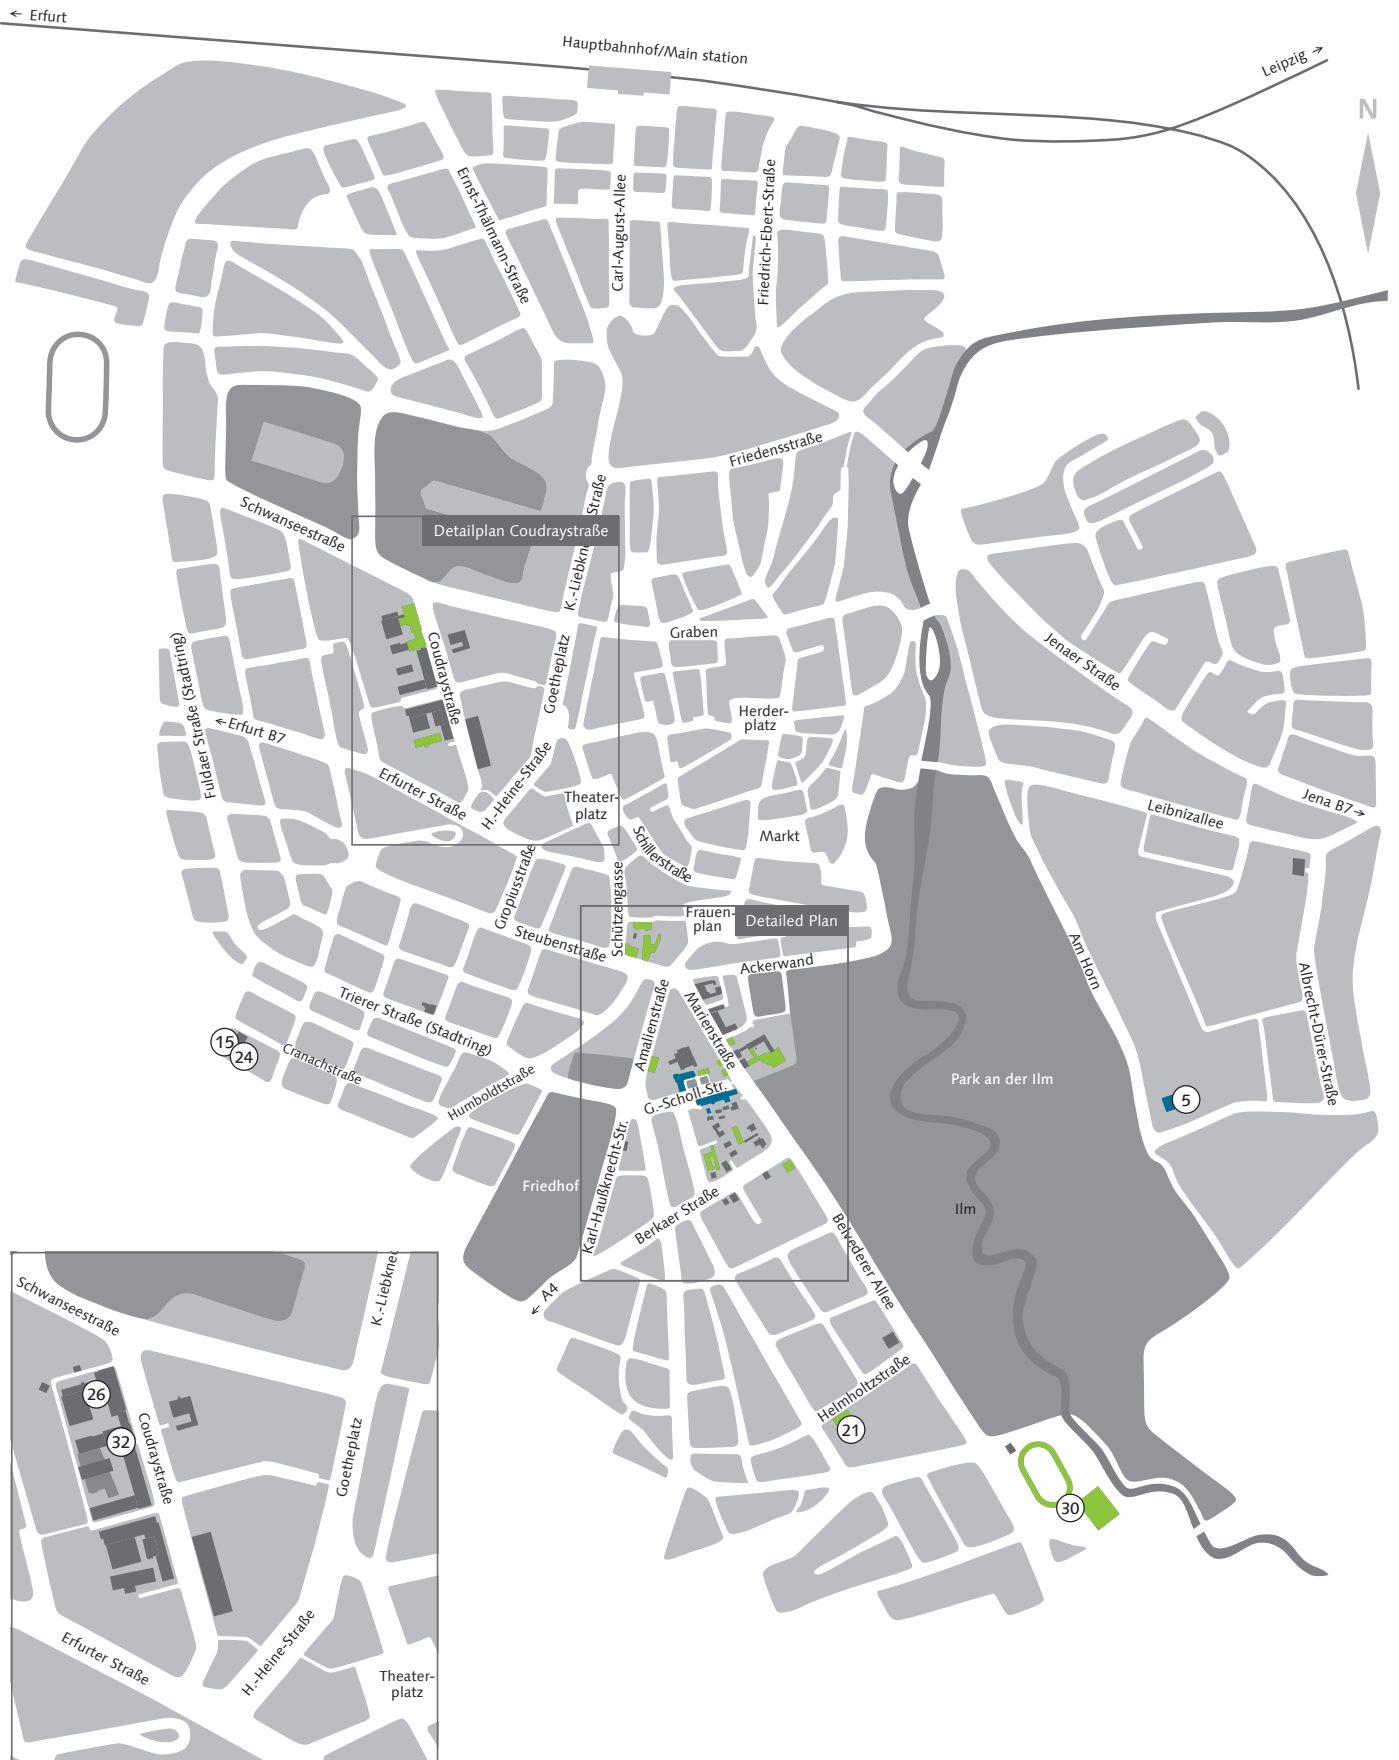 ← Erfurt
Hauptbahnhof/Main station
Leipzig →
N
Ernst-Thälmann-Straße
Carl-August-Allee
Friedrich-Ebert-Straße
Friedensstraße
Schwanseestraße
Detailplan Coudraystraße
K.-Liebkn
Straße
Graben
Coudraystraße
Goetheplatz
Jenaer Straße
Fuldaer Straße (Stadtring)
← Erfurt B7
Herder-
platz
Erfurter Straße
H.-Heine-Straße
Theater-
platz
Markt
Leibnizallee
Jena B7 →
Schillerstraße
Gropiusstraße
Schützengasse
Frauen-
plan
Detailed Plan
Steubenstraße
Ackerwand
Am Horn
Albrecht-Dürer-Straße
Trierer Straße (Stadtring)
Amalienstraße
Marienstraße
15
24
Cranachstraße
Humboldtstraße
G.-Scholl-Str.
Park an der Ilm
5
Karl-Haußknecht-Str.
Friedhof
Berkaer Straße
Ilm
Belvederer Allee
← A4
Helmholtzstraße
21
30
Schwanseestraße
K.-Liebknec
26
32
Coudraystraße
Goetheplatz
Erfurter Straße
H.-Heine-Straße
Theater-
platz